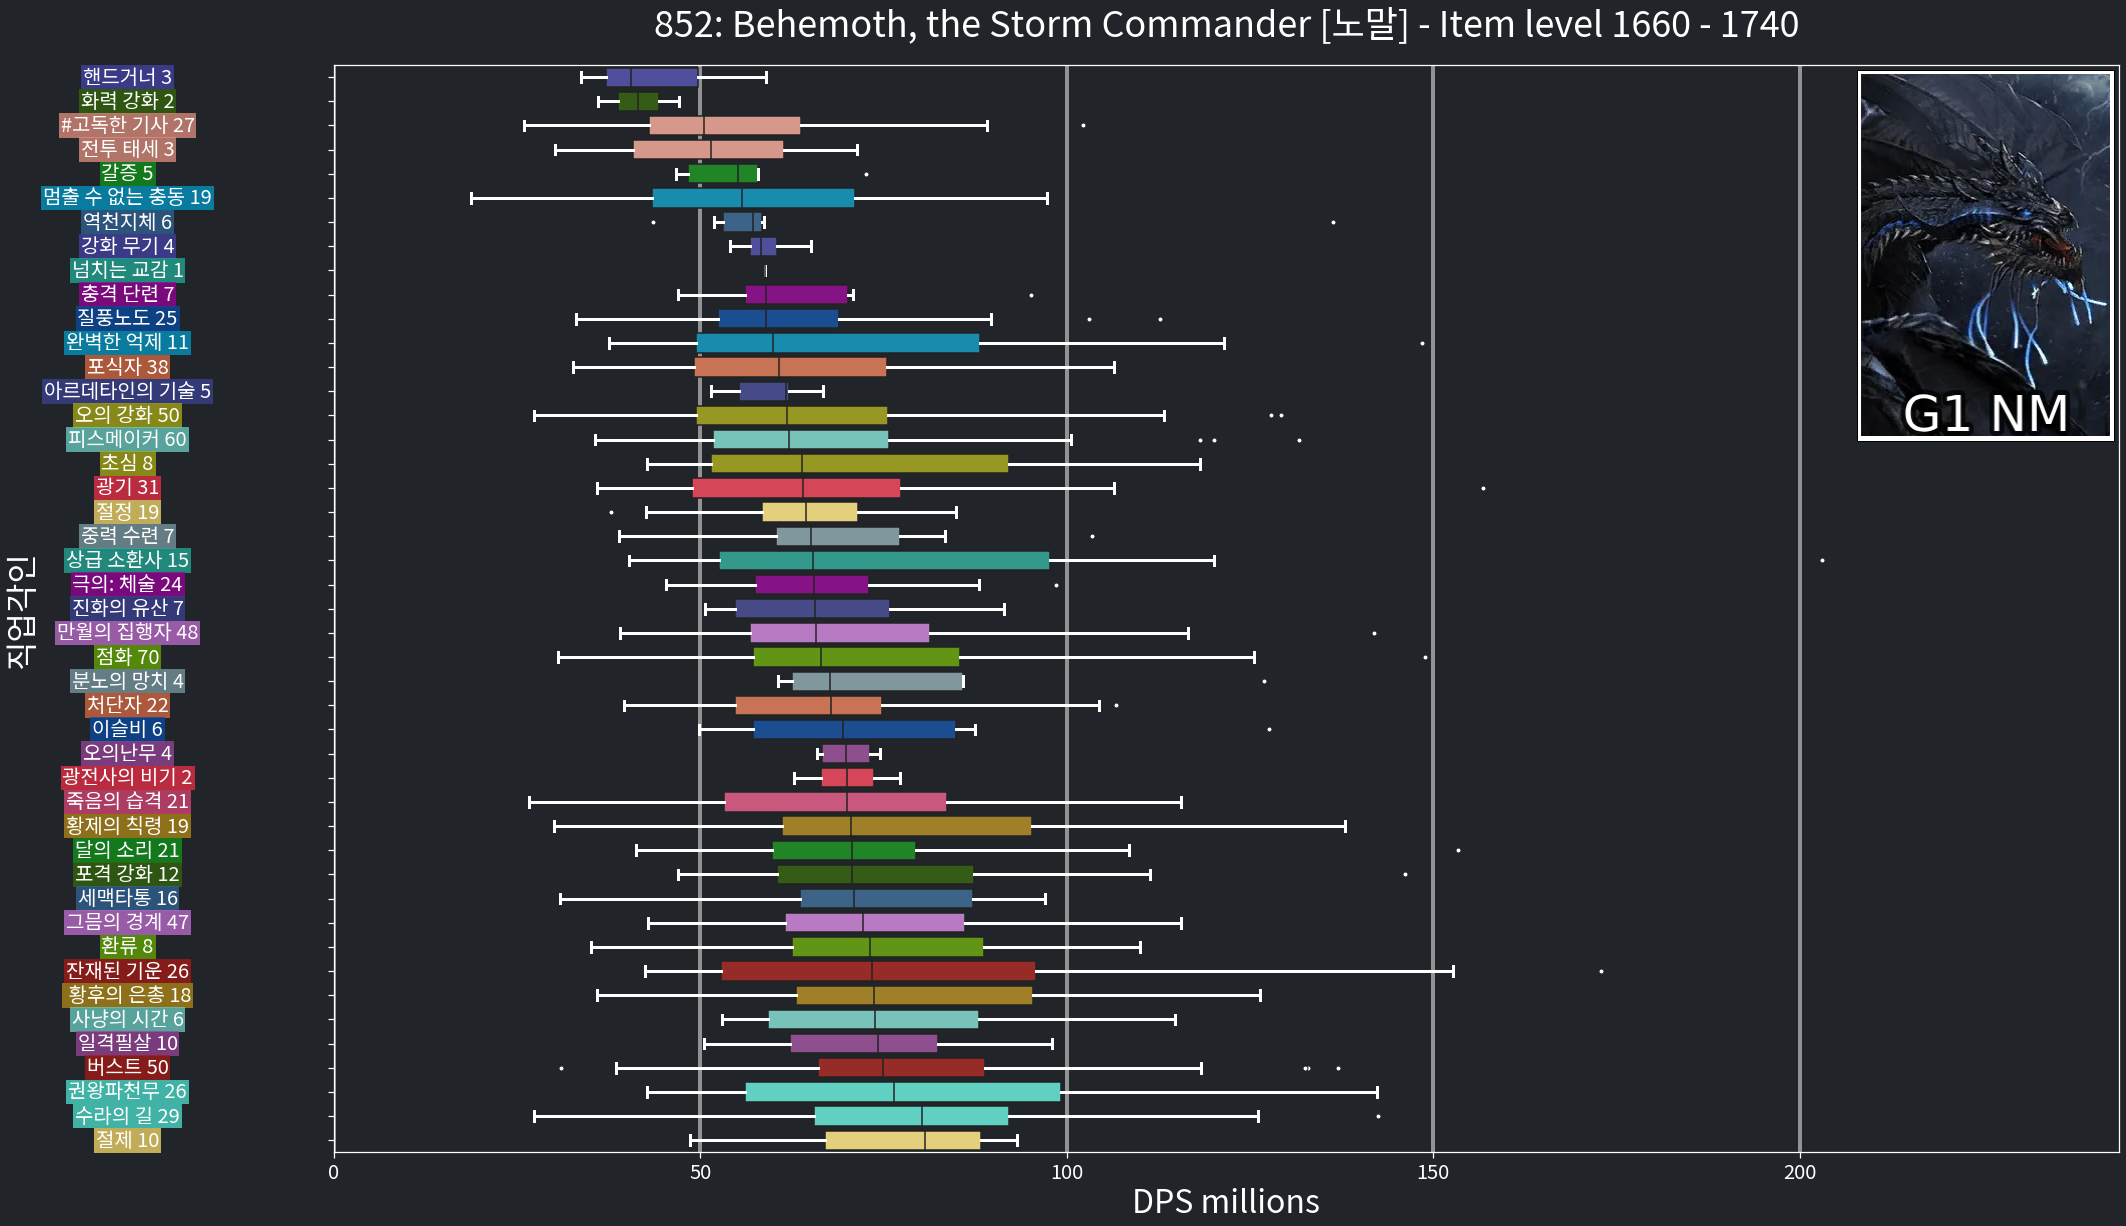 852: Behemoth, the Storm Commander [노말] - Item level 1660 - 1740
핸드거너 3
화력 강화 2
#고독한 기사 27
전투 태세 3
갈증 5
멈출 수 없는 충동 19
역천지체 6
강화 무기 4
넘치는 교감 1
충격 단련 7
질풍노도 25
완벽한 억제 11
포식자 38
아르데타인의 기술 5
오의 강화 50
피스메이커 60
초심 8
광기 31
절정 19
중력 수련 7
상급 소환사 15
극의: 체술 24
진화의 유산 7
만월의 집행자 48
점화 70
분노의 망치 4
처단자 22
이슬비 6
오의난무 4
광전사의 비기 2
죽음의 습격 21
황제의 칙령 19
달의 소리 21
포격 강화 12
세맥타통 16
그믐의 경계 47
환류 8
잔재된 기운 26
황후의 은총 18
사냥의 시간 6
일격필살 10
버스트 50
권왕파천무 26
수라의 길 29
절제 10
직업각인
G1 NM
0 50 100 150 200
DPS millions